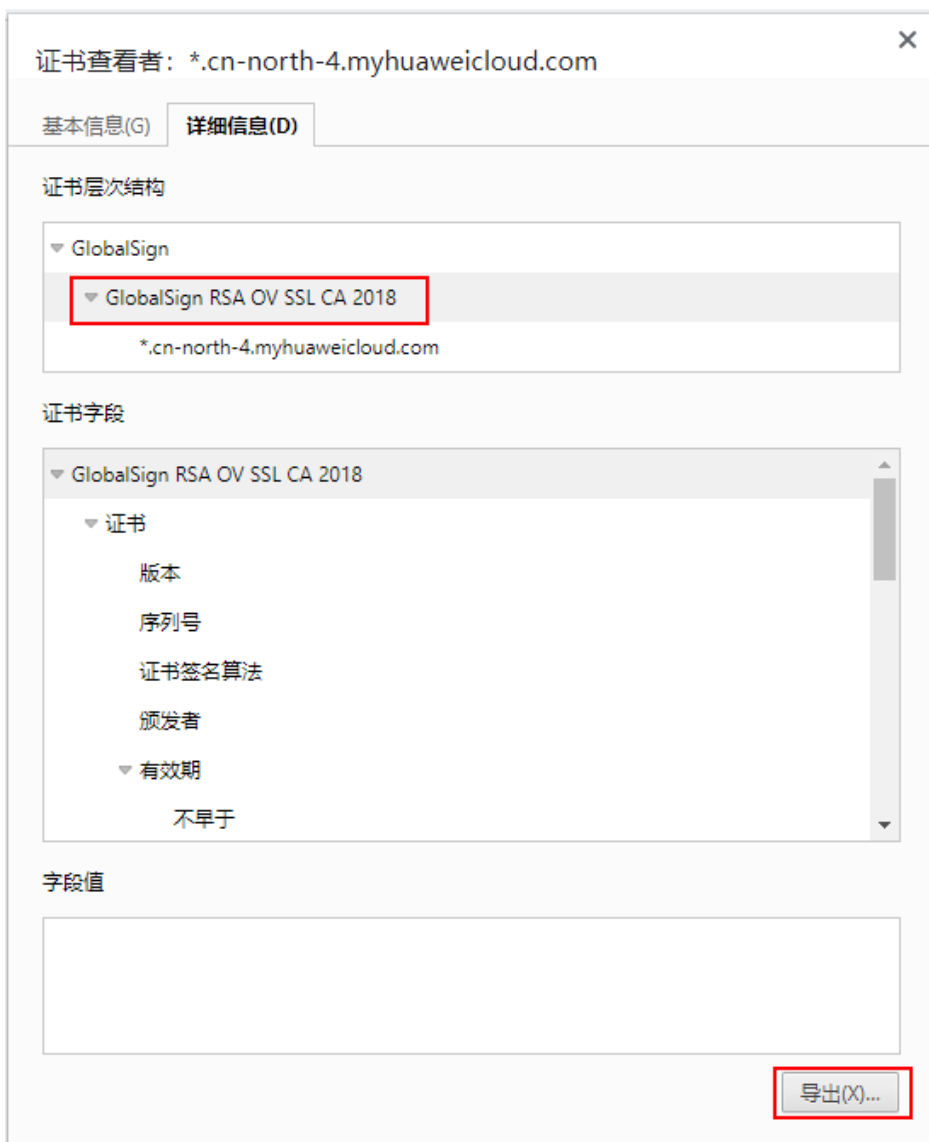 证书查看者：*.cn-north-4.myhuaweicloud.com
基本信息(G) 详细信息(D)
证书层次结构
GlobalSign
GlobalSign RSA OV SSL CA 2018
*.cn-north-4.myhuaweicloud.com
证书字段
GlobalSign RSA OV SSL CA 2018
证书
版本
序列号
证书签名算法
颁发者
有效期
不早于
字段值
导出(X)...